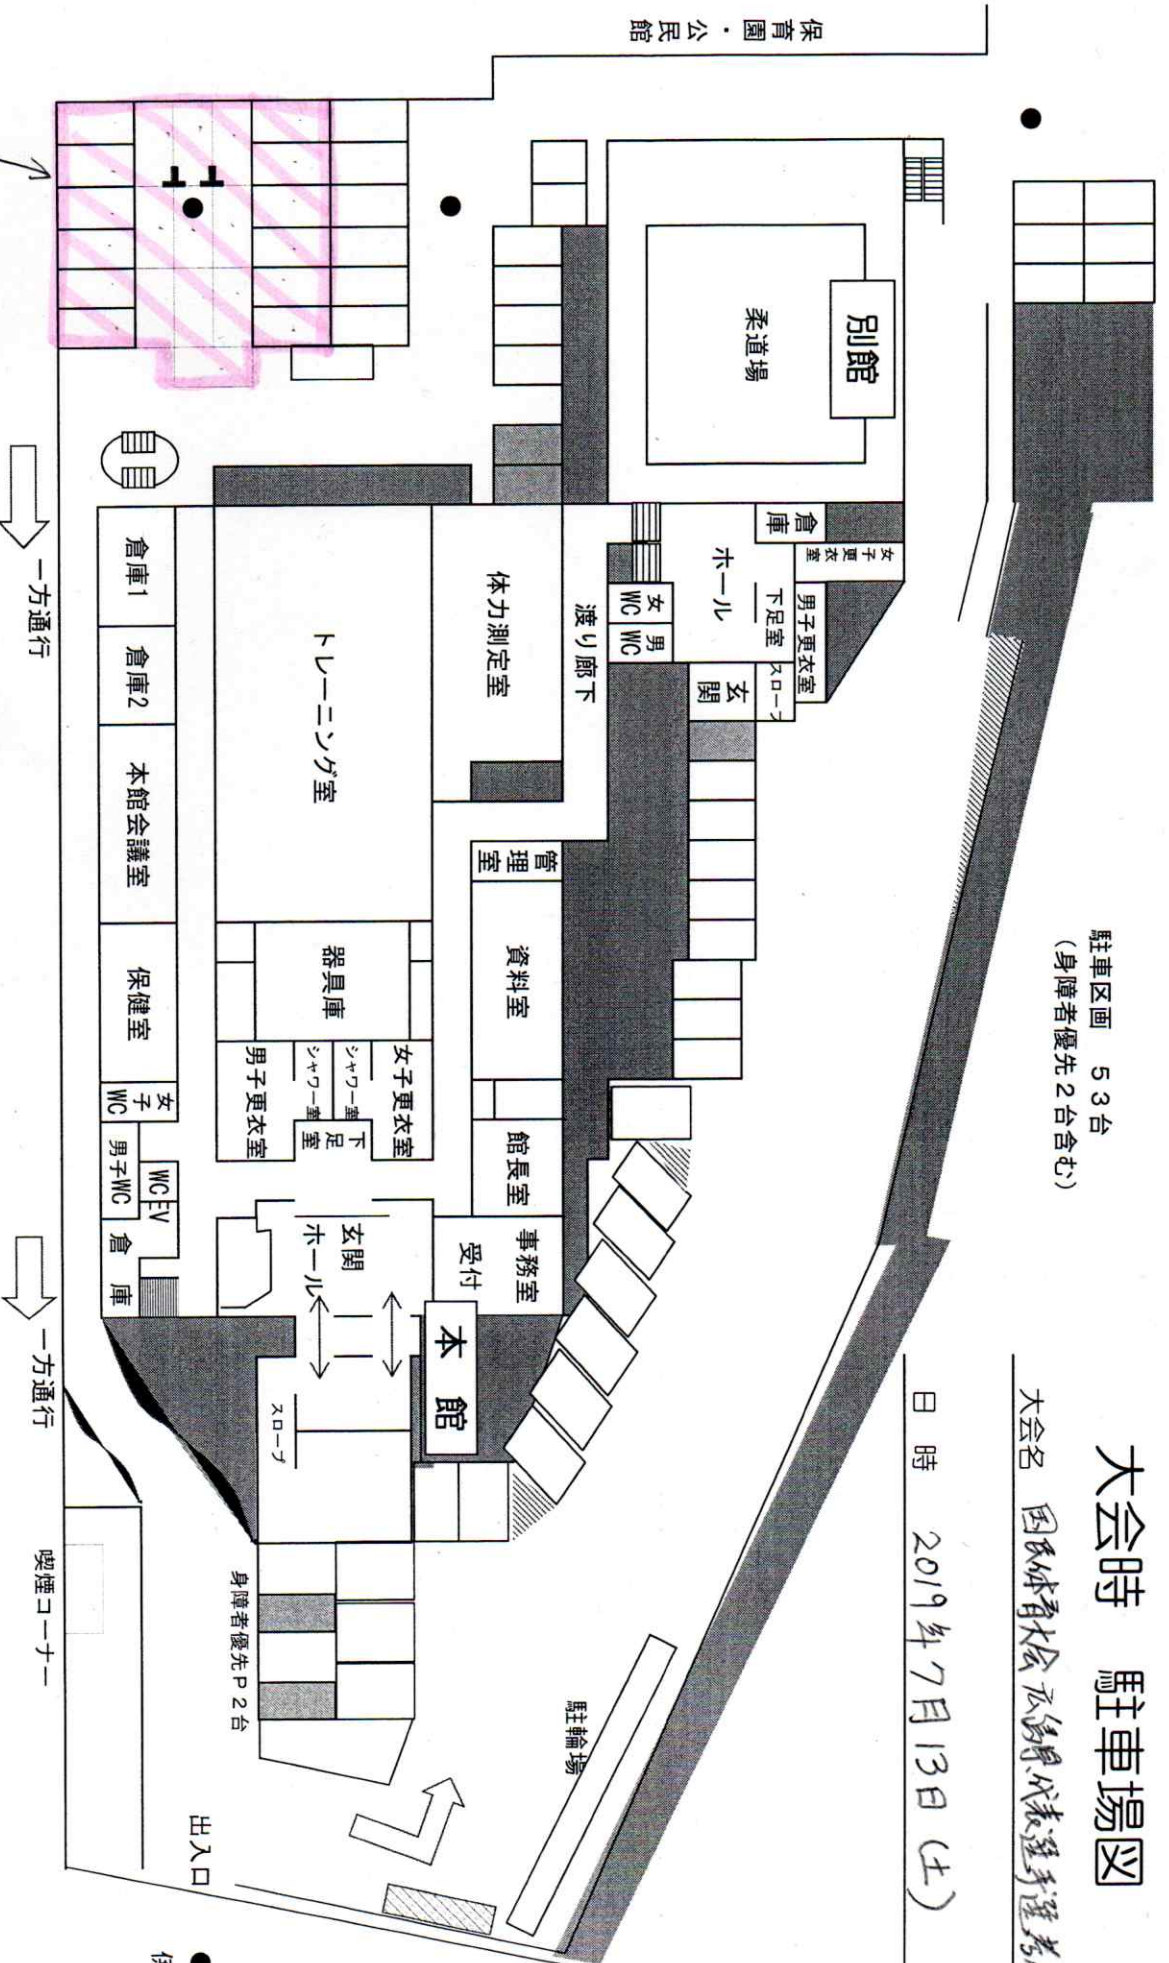 大会時 駐車場図
大会名 国民体育大会 広島県代表選手選考
日時 2019年7月13日(土)
駐車区画 53台
(身障者優先2台含む)
保育園・公民館
別館
柔道場
倉庫
女子更衣室
男子更衣室
ホール
下足室
スロープ
玄関
女WC
男WC
渡り廊下
体力測定室
トレーニング室
管理室
資料室
館長室
事務室
受付
器具庫
女子更衣室
シャワー室
シャワー室
下足室
男子更衣室
玄関
ホール
本館
スロープ
倉庫1
倉庫2
本館会議室
保健室
女子WC
男子WC
WC
EV
倉庫
一方通行
一方通行
喫煙コーナー
身障者優先P2台
駐輪場
出入口